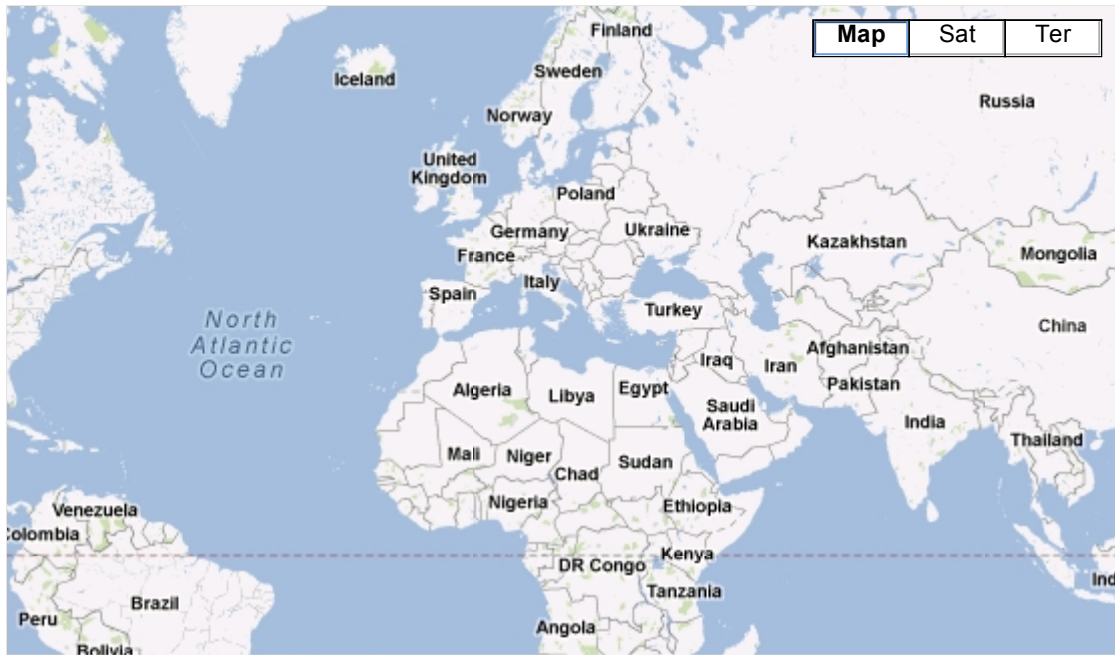 Map Sat Ter
Finland
Sweden
Iceland
Russia
Norway
United
Kingdom
Poland
Germany
Ukraine
Kazakhstan
Mongolia
France
Italy
Spain
Turkey
North
Atlantic
Ocean
China
Afghanistan
Iraq
Iran
Pakistan
Algeria
Libya
Egypt
Saudi
Arabia
India
Thailand
Mali
Niger
Chad
Sudan
Nigeria
Ethiopia
Venezuela
Colombia
Kenya
DR Congo
Tanzania
Ind
Brazil
Peru
Angola
Bolivia